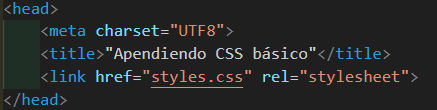 <head>
<meta charset="UTF8">
<title>"Apendiendo CSS básico"</title>
<link href="styles.css" rel="stylesheet">
</head>